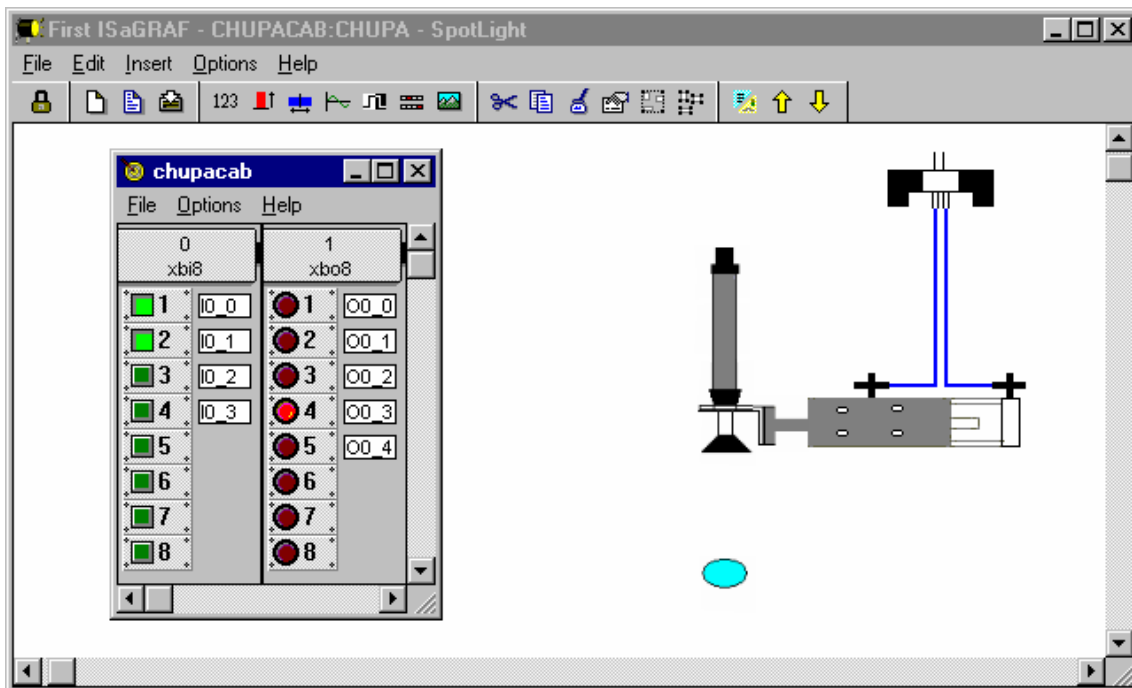 First ISaGRAF - CHUPACAB:CHUPA - SpotLight
File Edit Insert Options Help
123
chupacab
File Options Help
0 1
xbi8 xbo8
1 I0_0 1 O0_0
2 I0_1 2 O0_1
3 I0_2 3 O0_2
4 I0_3 4 O0_3
5 5 O0_4
6 6
7 7
8 8